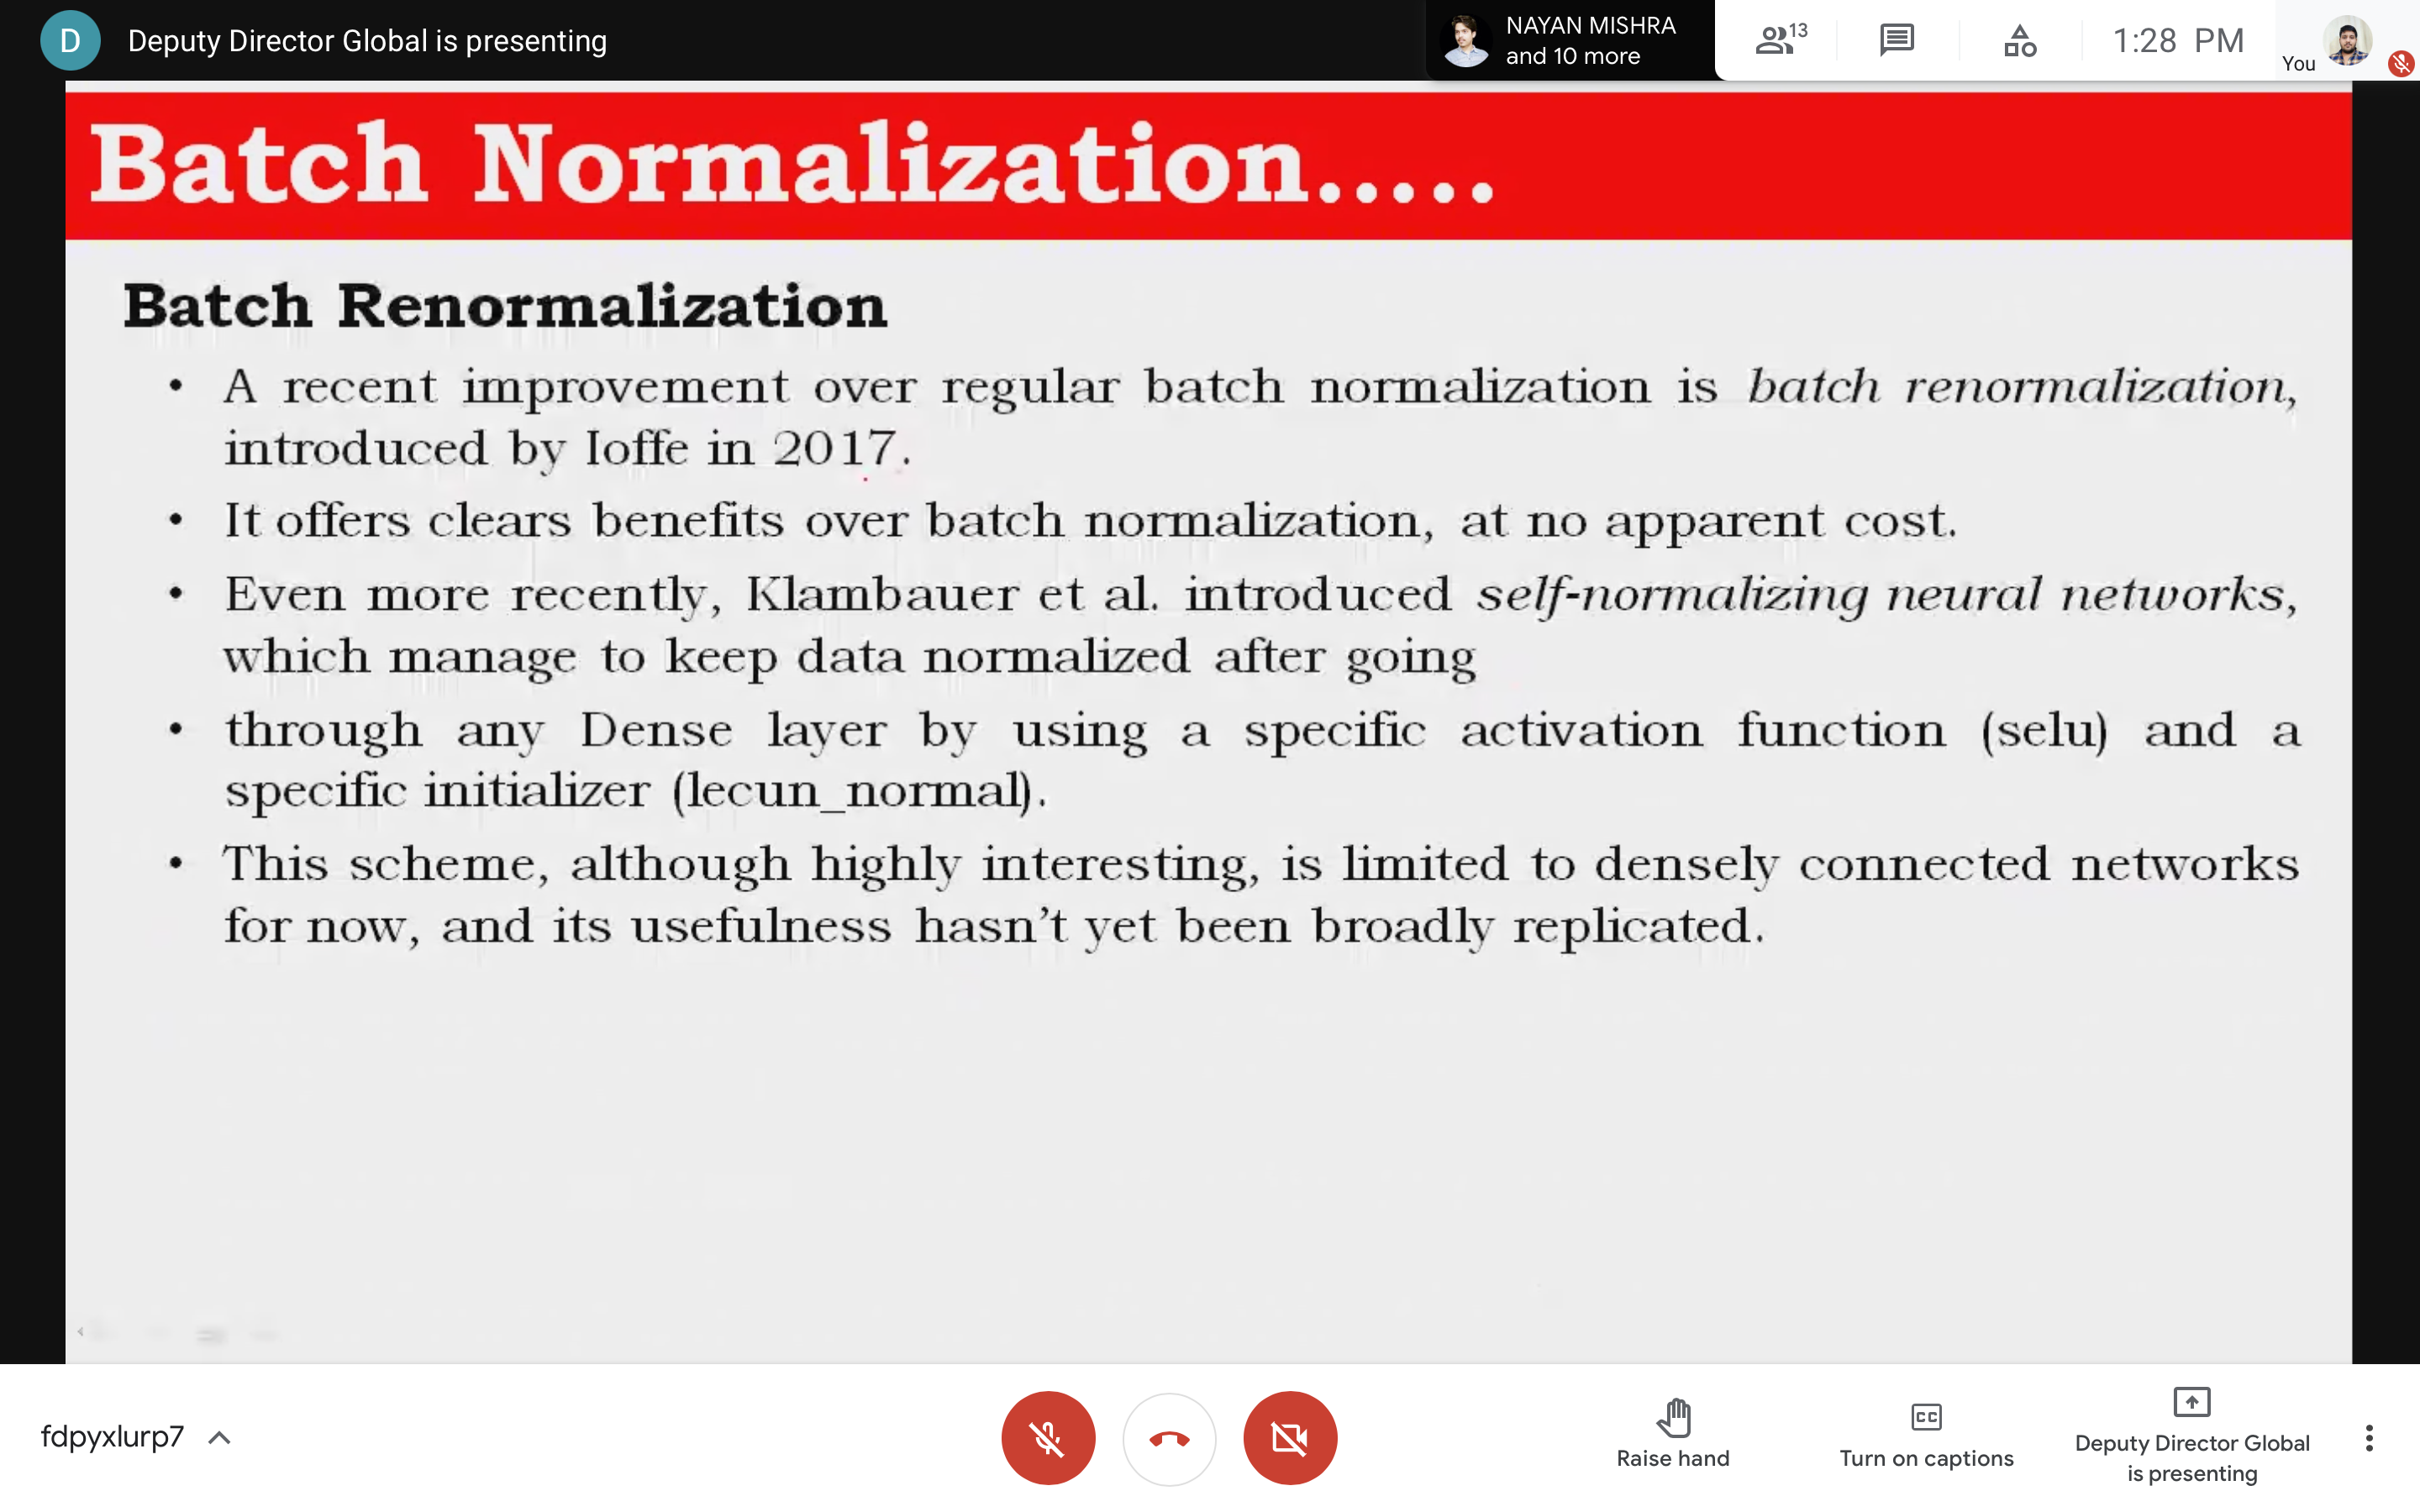 D
Deputy Director Global is presenting
NAYAN MISHRA
and 10 more
13
1:28 PM
You
Batch Normalization.....
Batch Renormalization
• A recent improvement over regular batch normalization is batch renormalization,
introduced by Ioffe in 2017.
• It offers clears benefits over batch normalization, at no apparent cost.
• Even more recently, Klambauer et al. introduced self-normalizing neural networks,
which manage to keep data normalized after going
• through any Dense layer by using a specific activation function (selu) and a
specific initializer (lecun_normal).
• This scheme, although highly interesting, is limited to densely connected networks
for now, and its usefulness hasn't yet been broadly replicated.
fdpyxlurp7
Raise hand
CC
Turn on captions
Deputy Director Global
is presenting